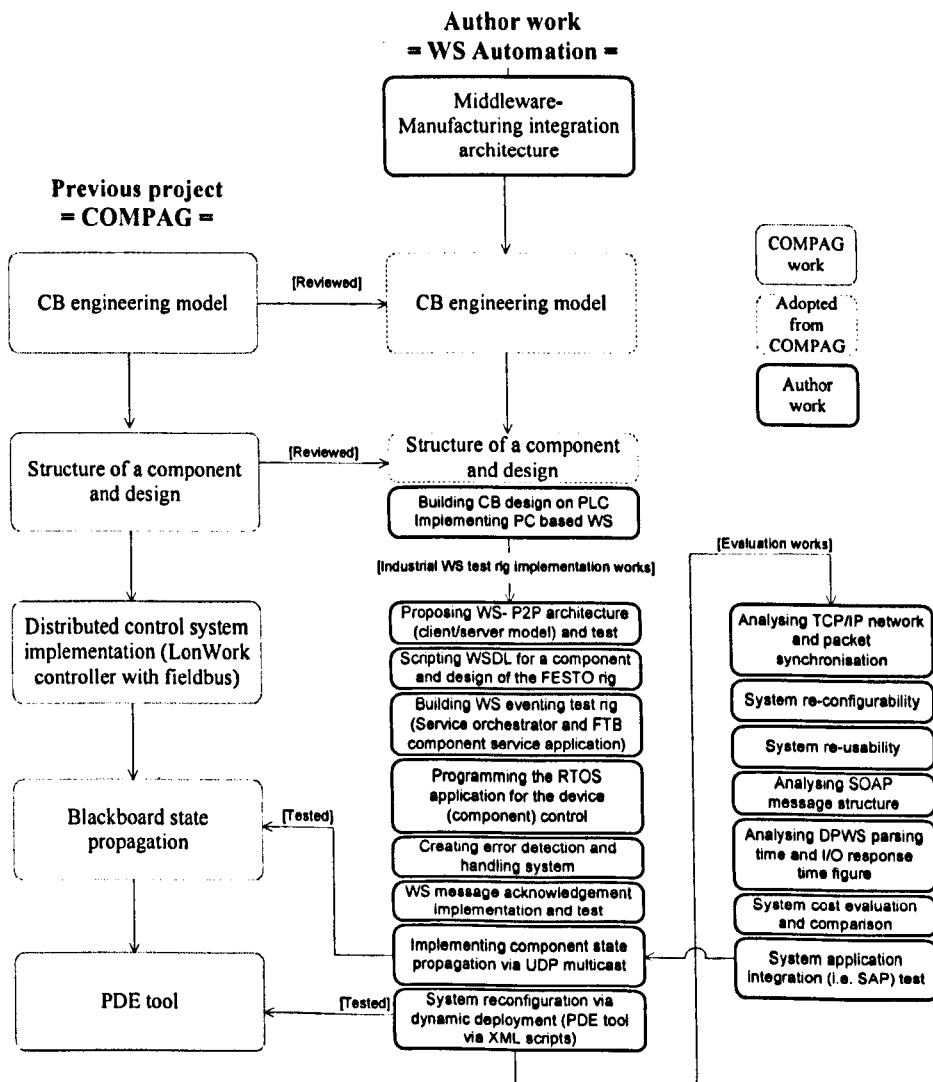 Author work
= WS Automation =
Middleware-
Manufacturing integration
architecture
Previous project
= COMPAG =
CB engineering model
[Reviewed]
CB engineering model
COMPAG
work
Adopted
from
COMPAG
Author
work
Structure of a component
and design
[Reviewed]
Structure of a component
and design
Building CB design on PLC
Implementing PC based WS
[Industrial WS test rig implementation works]
[Evaluation works]
Distributed control system
implementation (LonWork
controller with fieldbus)
Blackboard state
propagation
PDE tool
Proposing WS- P2P architecture
(client/server model) and test
Scripting WSDL for a component
and design of the FESTO rig
Building WS eventing test rig
(Service orchestrator and FTB
component service application)
Programming the RTOS
application for the device
(component) control
Creating error detection and
handling system
WS message acknowledgement
implementation and test
[Tested]
Implementing component state
propagation via UDP multicast
[Tested]
System reconfiguration via
dynamic deployment (PDE tool
via XML scripts)
Analysing TCP/IP network
and packet
synchronisation
System re-configurability
System re-usability
Analysing SOAP
message structure
Analysing DPWS parsing
time and I/O response
time figure
System cost evaluation
and comparison
System application
integration (i.e. SAP) test